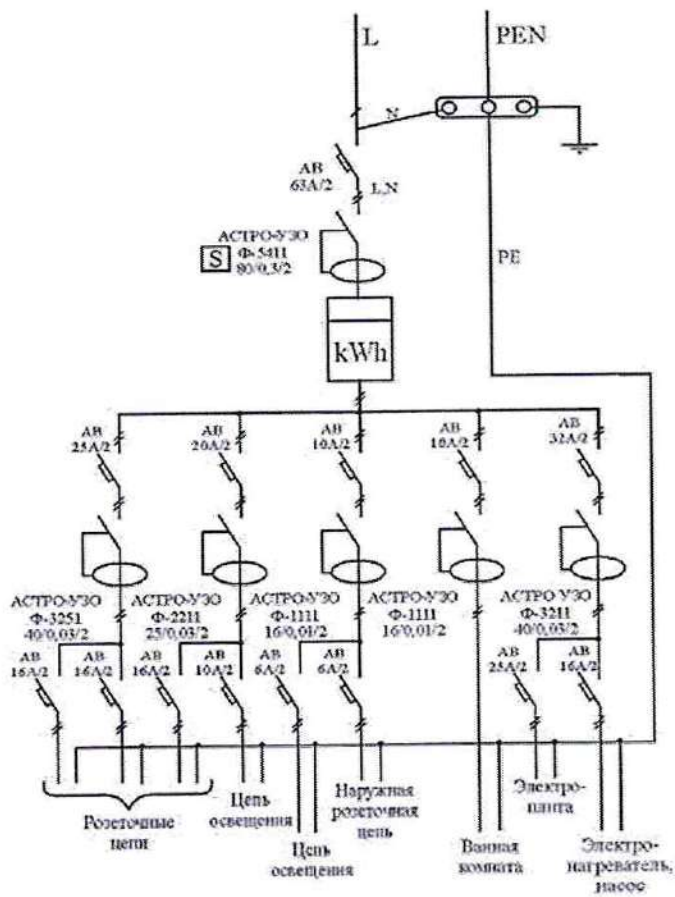 L
PEN
N
АВ
63А/2
L,N
АСТРО-УЗО
S
Ф-5411
80/0,3/2
PE
kWh
АВ
25А/2
АВ
20А/2
АВ
10А/2
АВ
10А/2
АВ
32А/2
АСТРО-УЗО
Ф-3251
40/0,03/2
АСТРО-УЗО
Ф-2211
25/0,03/2
АСТРО-УЗО
Ф-1111
16/0,01/2
АСТРО-УЗО
Ф-1111
16/0,01/2
АСТРО УЗО
Ф-3211
40/0,03/2
АВ
16А/2
АВ
16А/2
АВ
16А/2
АВ
10А/2
АВ
6А/2
АВ
6А/2
АВ
25А/2
АВ
16А/2
Розеточные
цепи
Цепь
освещения
Цепь
освещения
Наружная
розеточная
цепь
Ванная
комната
Электро-
плита
Электро-
нагреватель,
насос